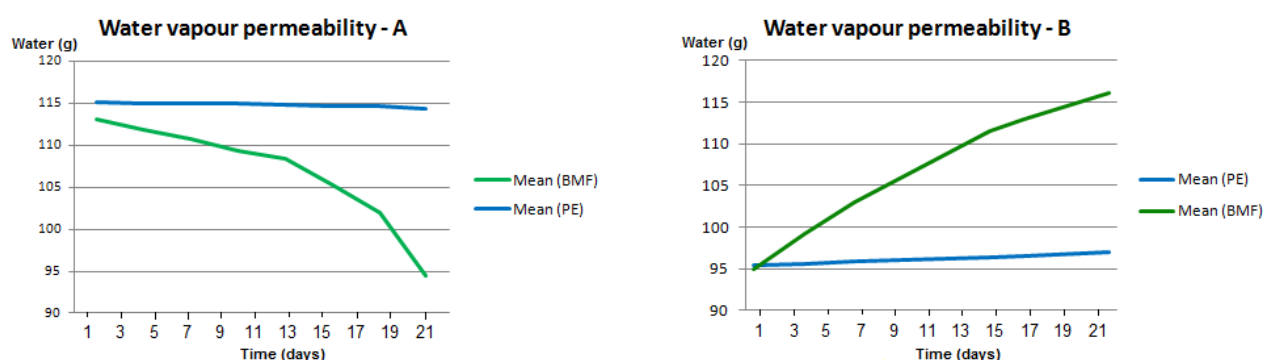 Water vapour permeability - A
Water (g)
120
115
110
105
100
95
90
1 3 5 7 9 11 13 15 17 19 21
Time (days)
Mean (BMF)
Mean (PE)
Water vapour permeability - B
Water (g)
120
115
110
105
100
95
90
1 3 5 7 9 11 13 15 17 19 21
Time (days)
Mean (PE)
Mean (BMF)